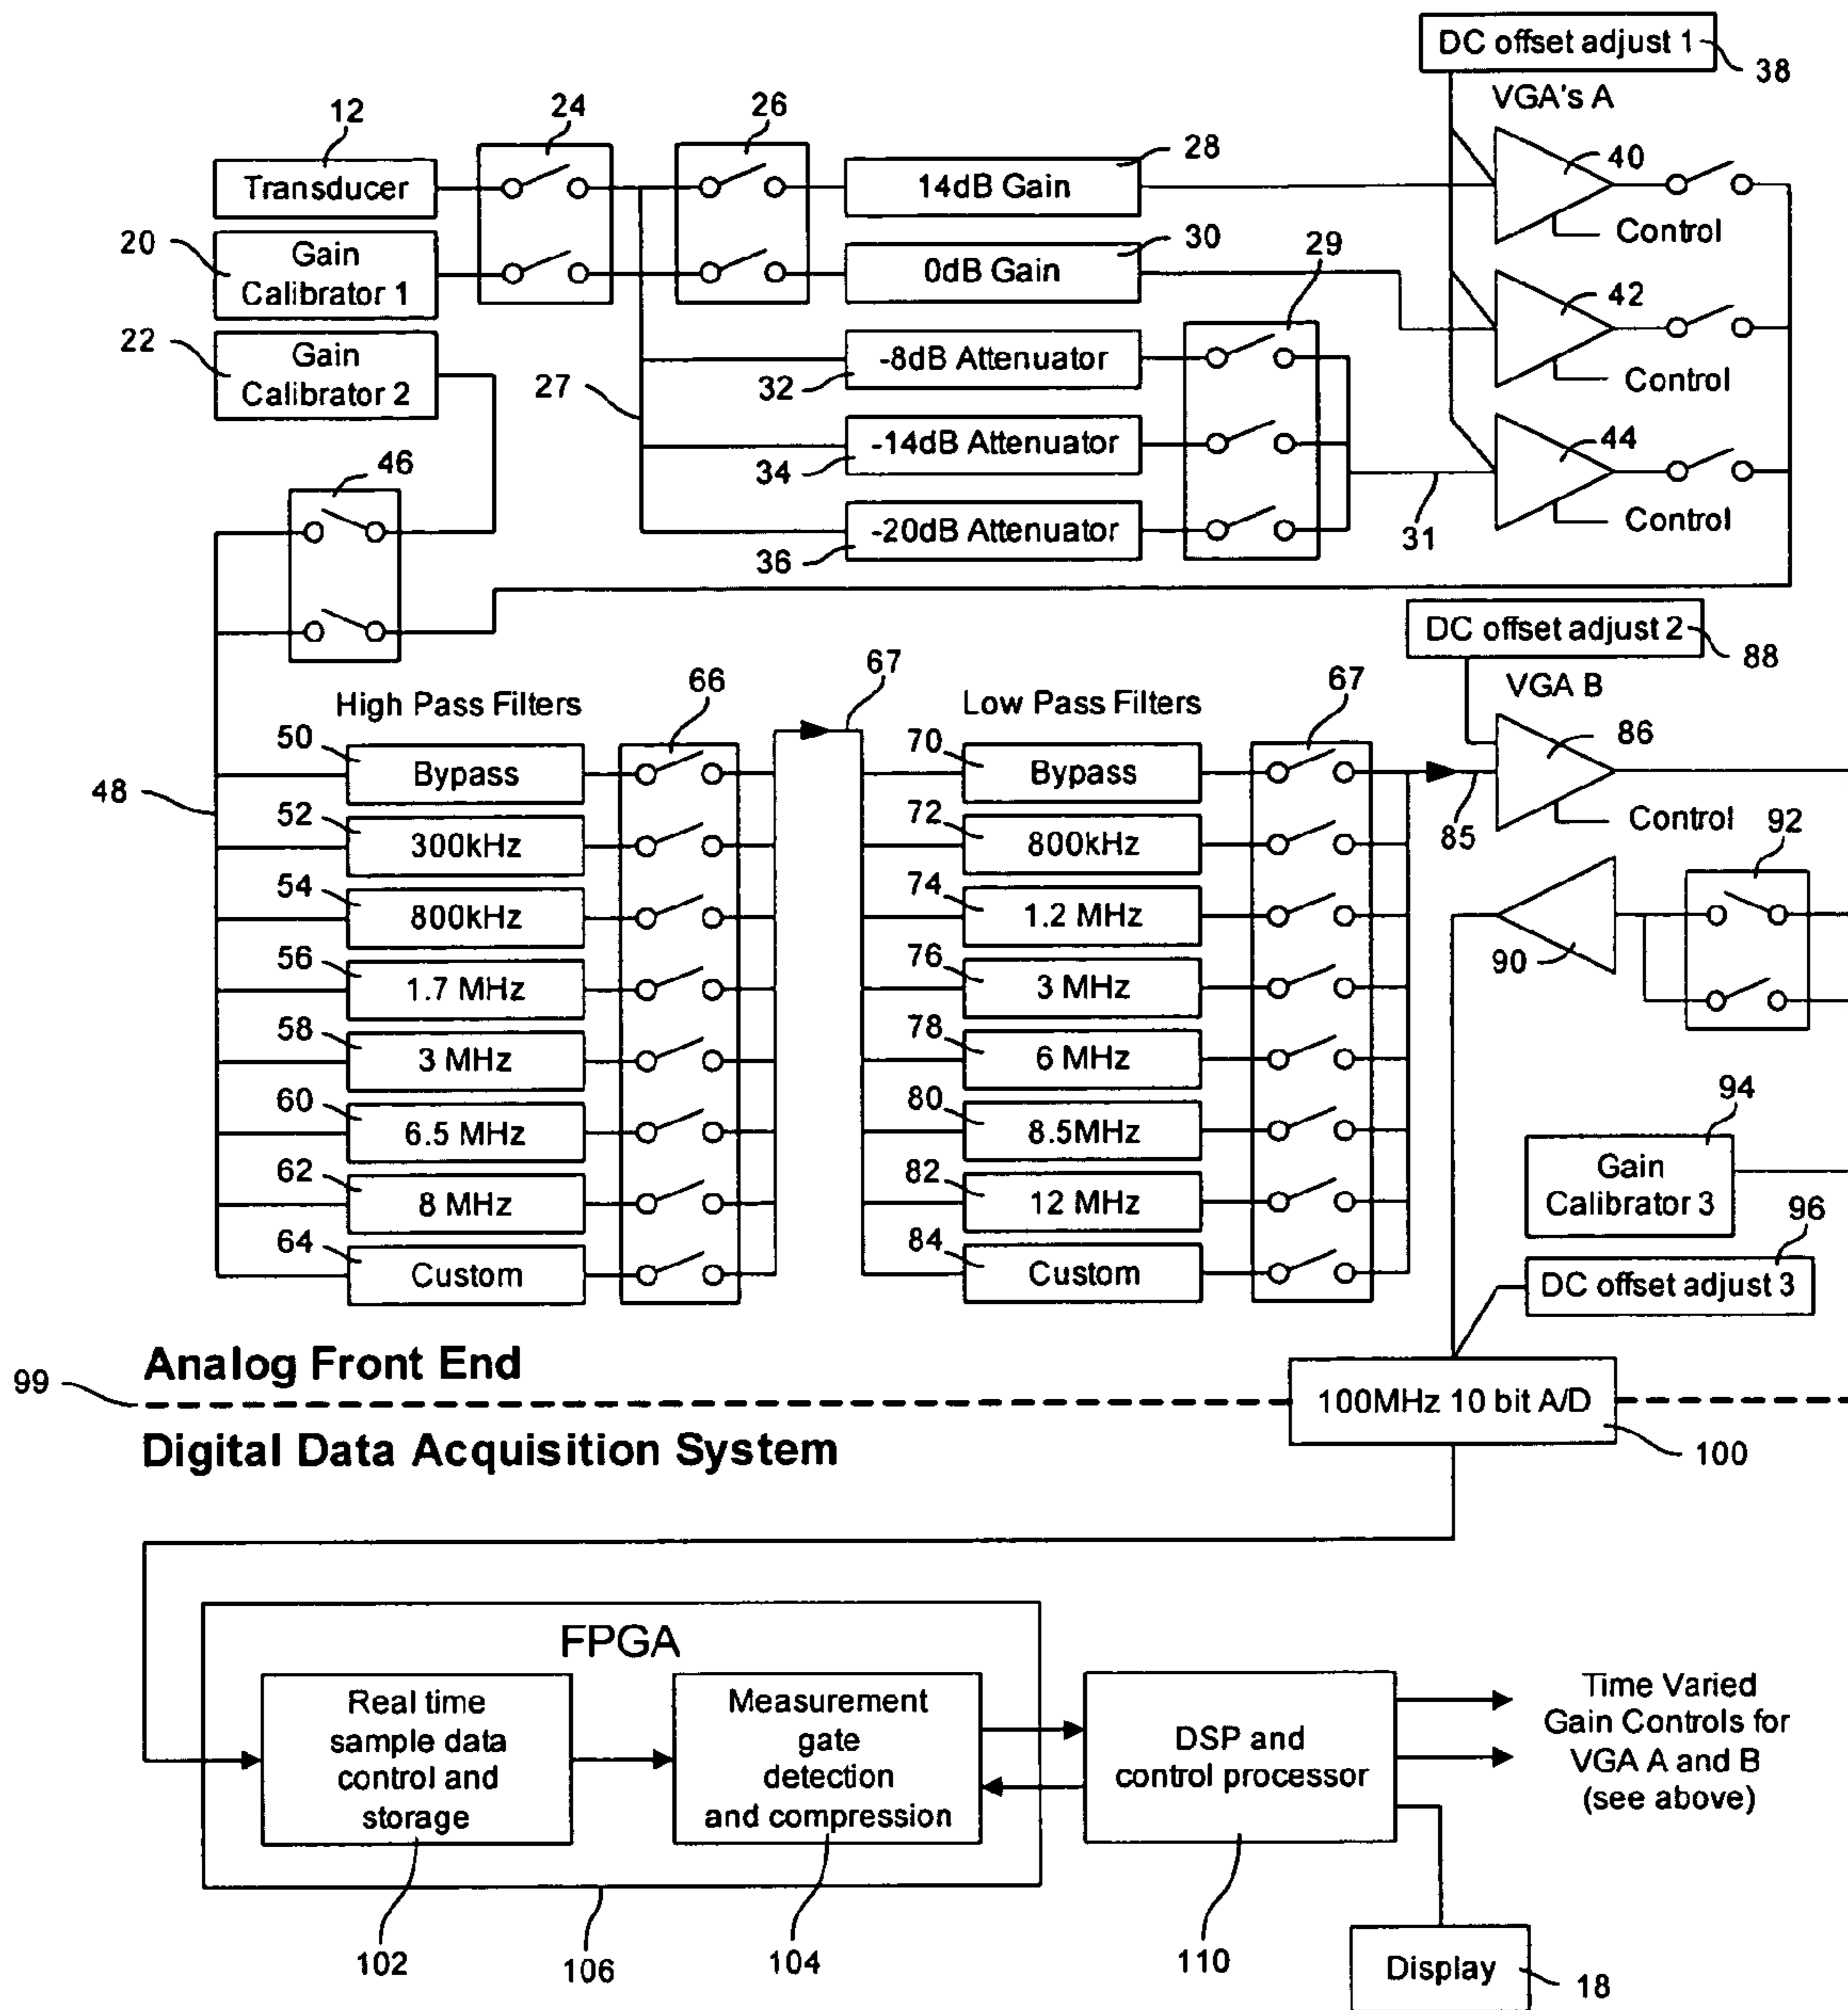 DC offset adjust 1
38
VGA's A
12
24
26
28
40
Transducer
14dB Gain
Control
20
Gain
Calibrator 1
30
0dB Gain
29
42
22
Gain
Calibrator 2
-8dB Attenuator
32
27
Control
46
-14dB Attenuator
34
44
-20dB Attenuator
36
31
Control
DC offset adjust 2
88
67
67
66
VGA B
High Pass Filters
Low Pass Filters
50
Bypass
70
Bypass
86
48
52
300kHz
72
800kHz
85
Control
92
54
800kHz
74
1.2 MHz
90
56
1.7 MHz
76
3 MHz
58
3 MHz
78
6 MHz
60
6.5 MHz
80
8.5MHz
94
62
8 MHz
82
12 MHz
Gain
Calibrator 3
96
64
Custom
84
Custom
DC offset adjust 3
Analog Front End
99
100MHz 10 bit A/D
100
Digital Data Acquisition System
FPGA
Real time
sample data
control and
storage
Measurement
gate
detection
and compression
DSP and
control processor
Time Varied
Gain Controls for
VGA A and B
(see above)
102
106
104
110
Display
18